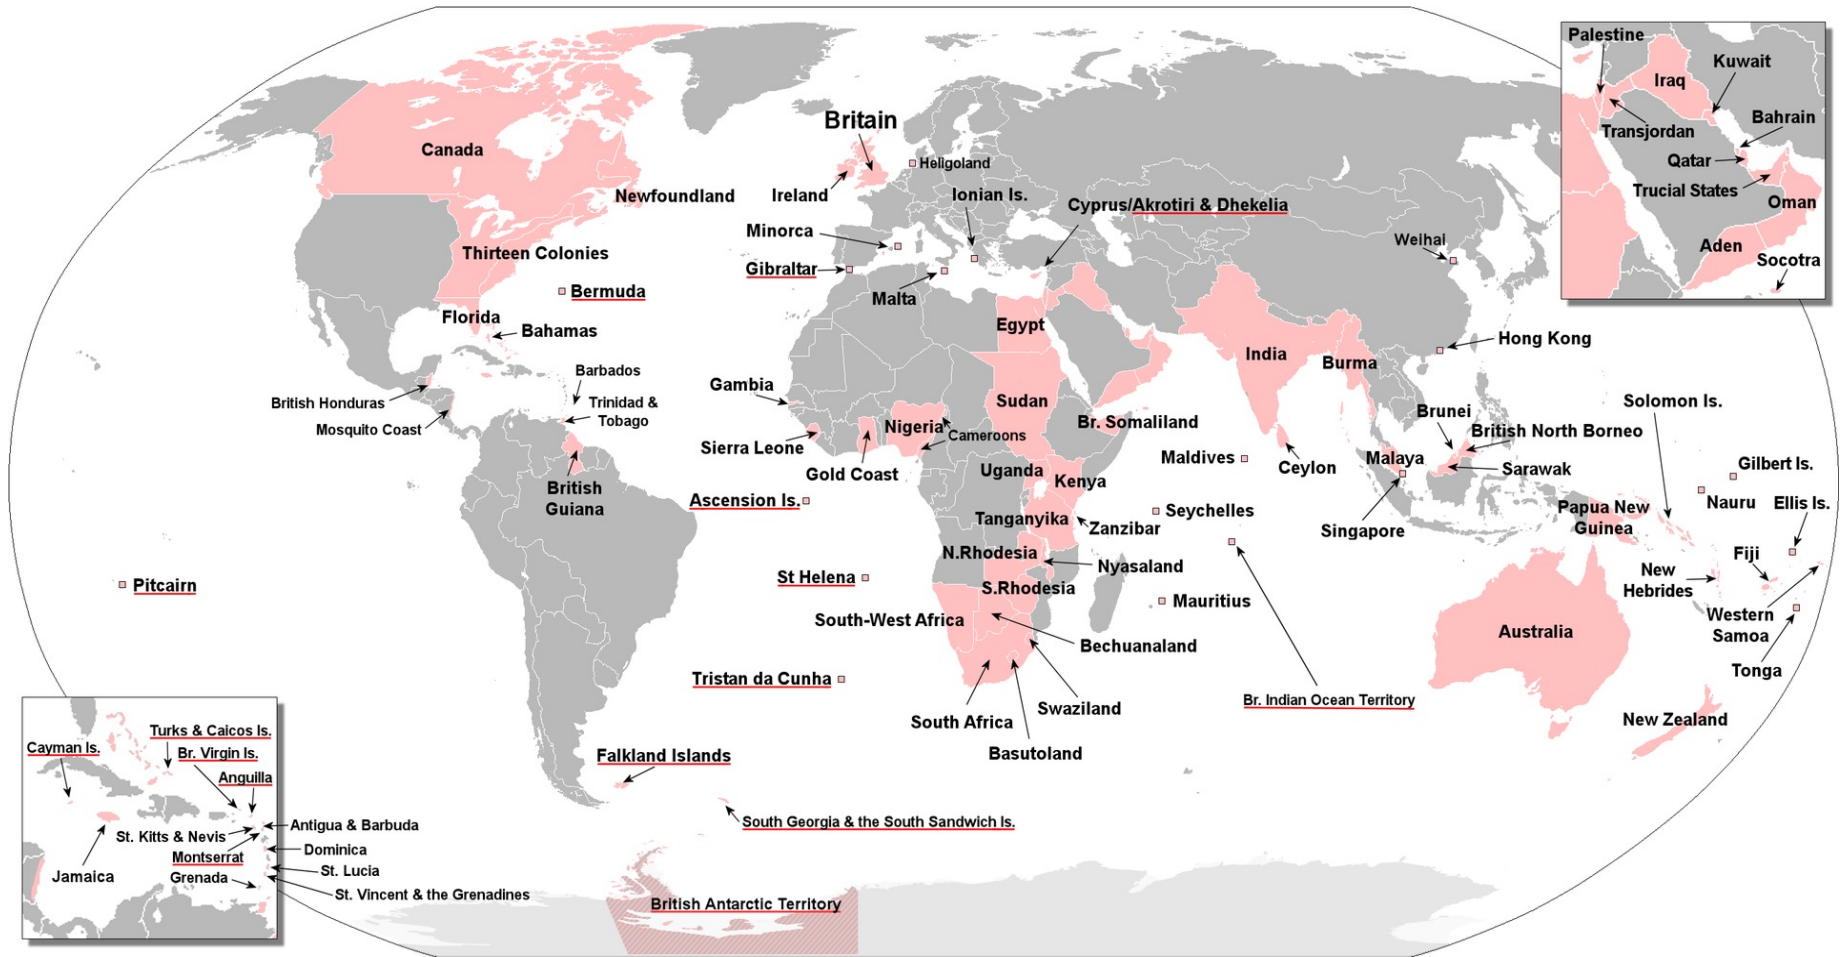 Canada
Newfoundland
Thirteen Colonies
Bermuda
Florida
Bahamas
Barbados
British Honduras
Trinidad &
Tobago
Mosquito Coast
British
Guiana
Pitcairn
Britain
Ireland
Heligoland
Ionian Is.
Cyprus/Akrotiri & Dhekelia
Minorca
Gibraltar
Malta
Weihai
Hong Kong
Egypt
India
Burma
Gambia
Sudan
Nigeria
Cameroons
Br. Somaliland
Sierra Leone
Gold Coast
Uganda
Kenya
Maldives
Ceylon
Ascension Is.
Tanganyika
Zanzibar
Seychelles
N.Rhodesia
Nyasaland
St Helena
S.Rhodesia
Mauritius
South-West Africa
Bechuanaland
Tristan da Cunha
South Africa
Swaziland
Basutoland
Br. Indian Ocean Territory
Brunei
British North Borneo
Malaya
Sarawak
Singapore
Solomon Is.
Gilbert Is.
Nauru
Ellis Is.
Papua New
Guinea
Fiji
New
Hebrides
Western
Samoa
Tonga
Australia
New Zealand
Falkland Islands
South Georgia & the South Sandwich Is.
British Antarctic Territory
Palestine
Iraq
Kuwait
Transjordan
Bahrain
Qatar
Trucial States
Oman
Aden
Socotra
Turks & Caicos Is.
Cayman Is.
Br. Virgin Is.
Anguilla
Antigua & Barbuda
St. Kitts & Nevis
Dominica
Montserrat
St. Lucia
Jamaica
Grenada
St. Vincent & the Grenadines